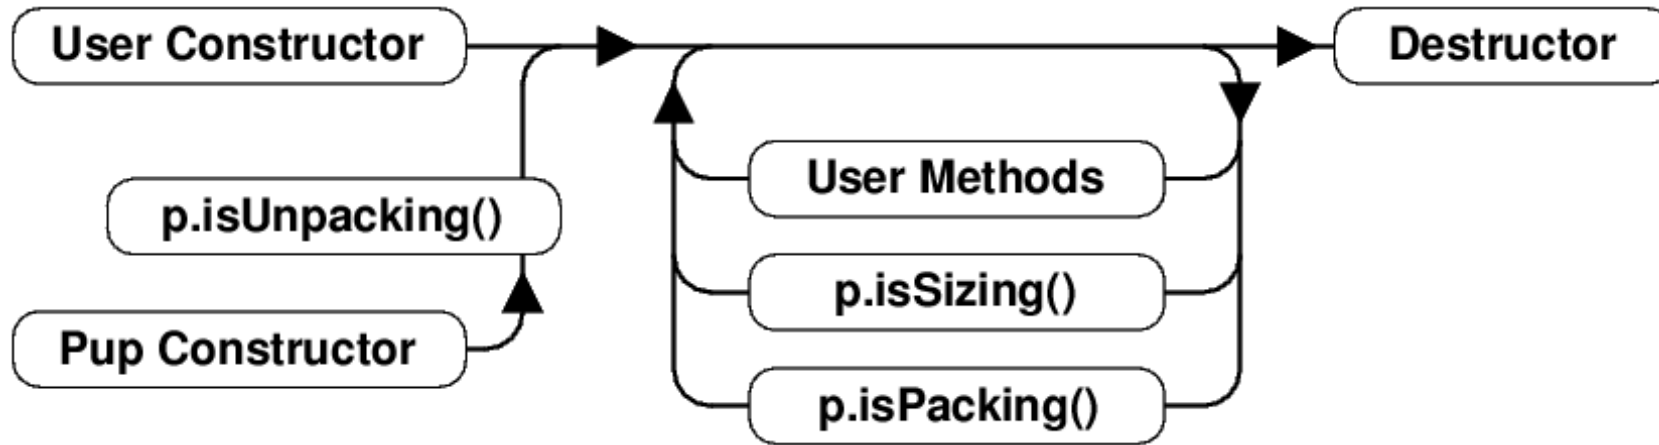 User Constructor
Destructor
User Methods
p.isUnpacking()
p.isSizing()
Pup Constructor
p.isPacking()